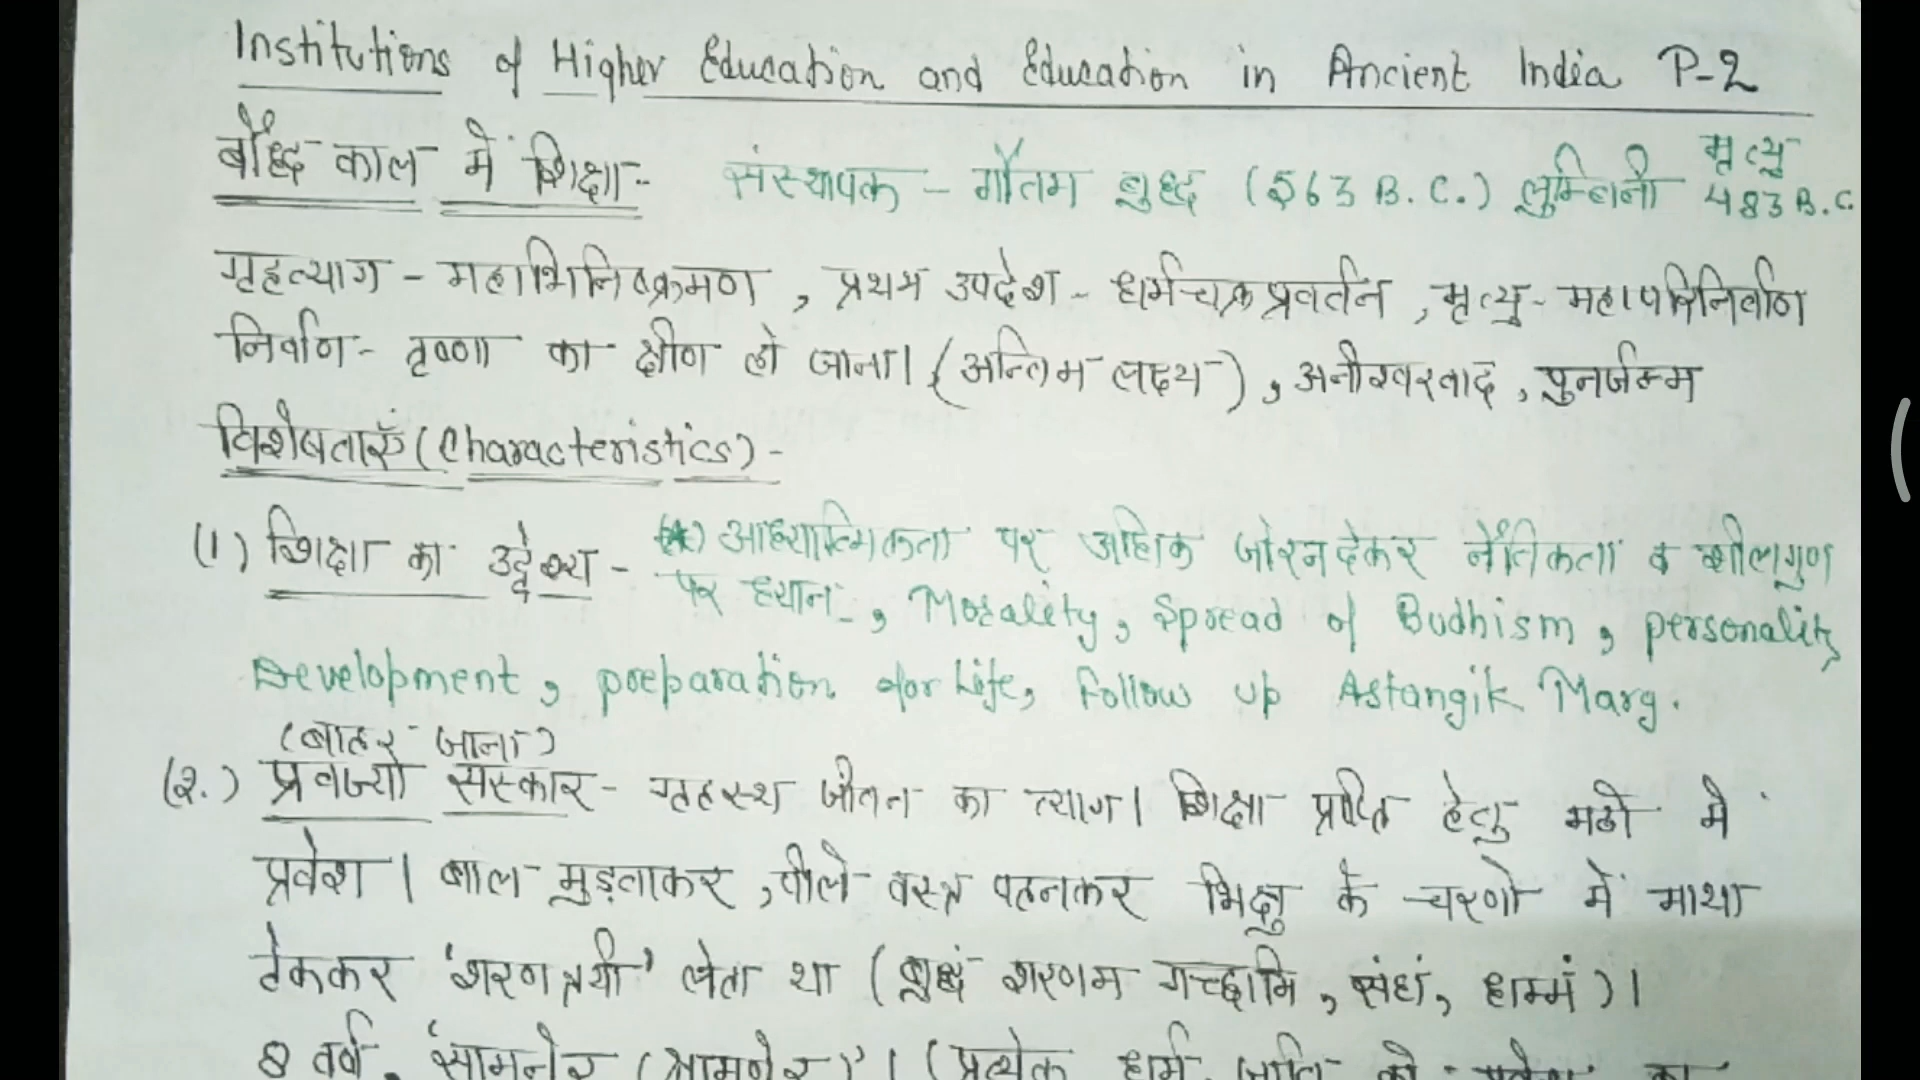 Institutions of Higher Education and Education in Ancient India P-2
बौद्ध काल में शिक्षा- संस्थापक - गौतम बुद्ध (563 B.C.) लुम्बिनी मृत्यु 483 B.C.
गृहत्याग - महाभिनिष्क्रमण, प्रथम उपदेश - धर्मचक्रप्रवर्तन, मृत्यु - महापरिनिर्वाण
निर्वाण - तृष्णा का क्षीण हो जाना। (अन्तिम लक्ष्य), अनीश्वरवाद, पुनर्जन्म
विशेषताएँ (Characteristics) -
(1) शिक्षा का उद्देश्य - आध्यात्मिकता पर अधिक जोर न देकर नैतिकता व शीलगुण
पर ध्यान, Morality, Spread of Budhism, personality
Development, preparation for Life, Follow up Astangik Marg.
(बाहर जाना)
(2.) प्रवज्या संस्कार - गृहस्थ जीवन का त्याग। शिक्षा प्राप्ति हेतु मठों में
प्रवेश। बाल मुड़वाकर, पीले वस्त्र पहनकर भिक्षु के चरणों में माथा
टेककर 'शरणत्रयी' लेता था (बुद्धं शरणम गच्छामि, संघं, धम्मं)।
8 वर्ष, 'सामनेर (श्रामणेर)'। (प्रत्येक धर्म, जाति को प्रवेश का